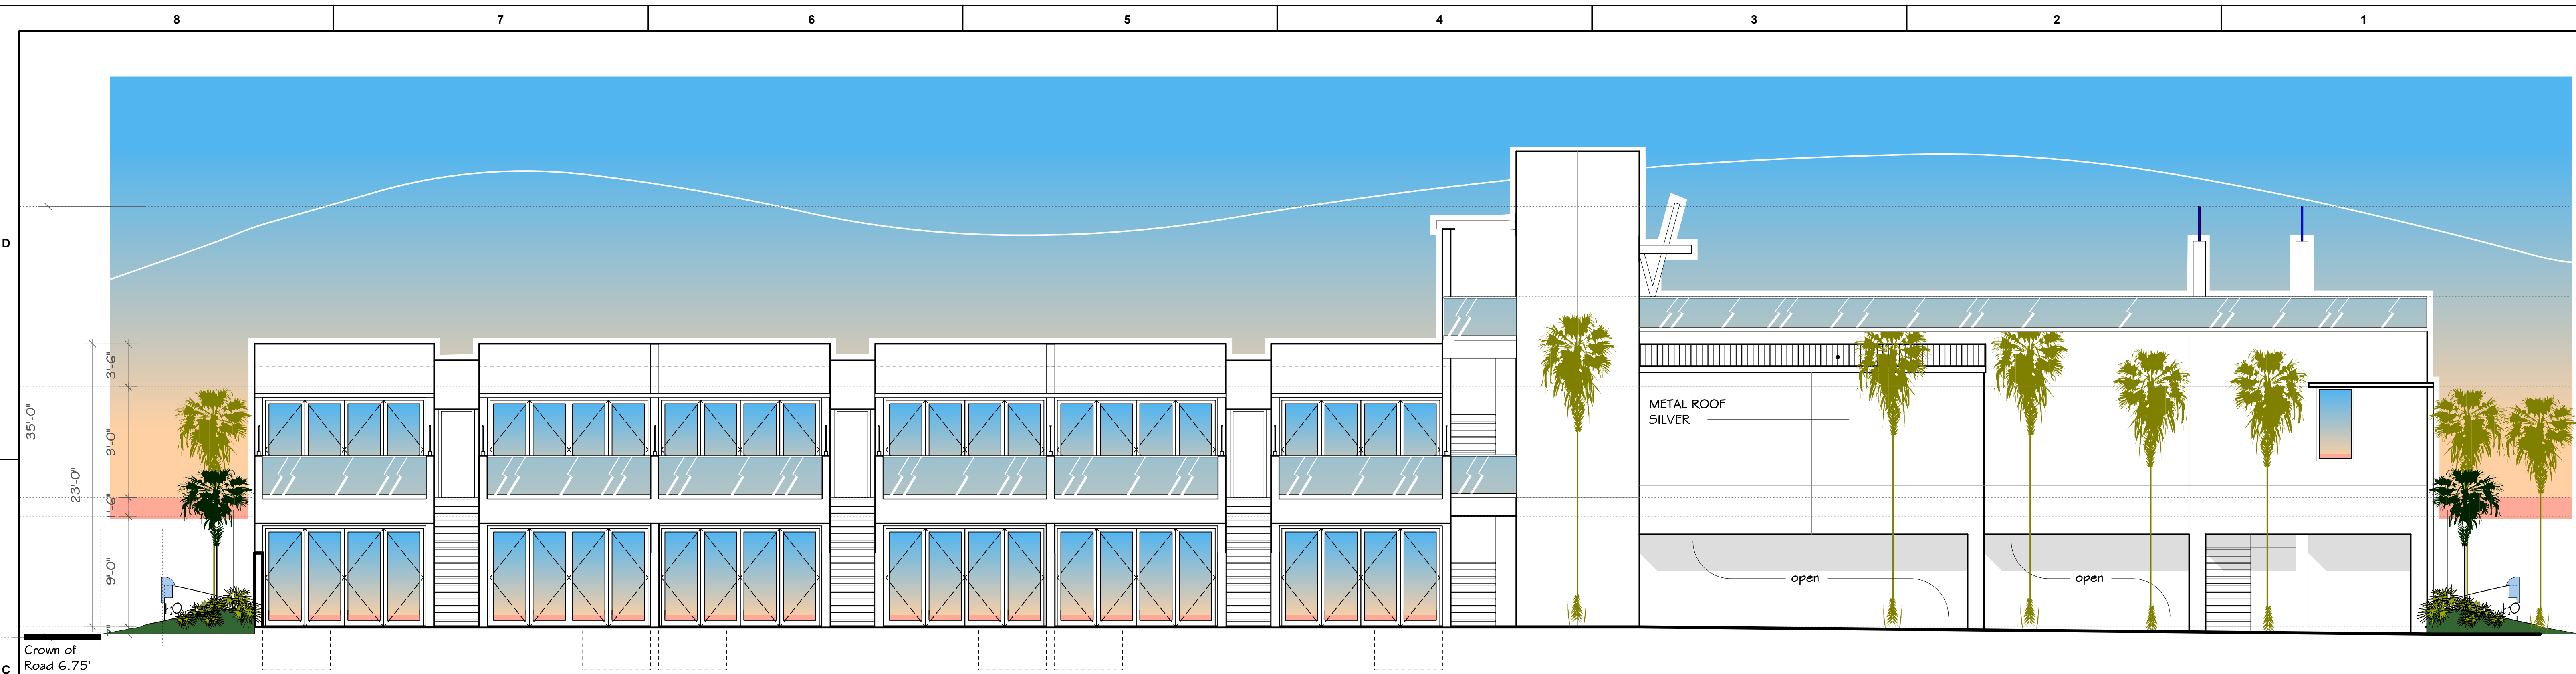 8 7 6 5 4 3 2 1
D
35'-0"
23'-0"
3'-6"
9'-0"
1'-6"
9'-0"
METAL ROOF
SILVER
open
open
Crown of
Road 6.75'
C